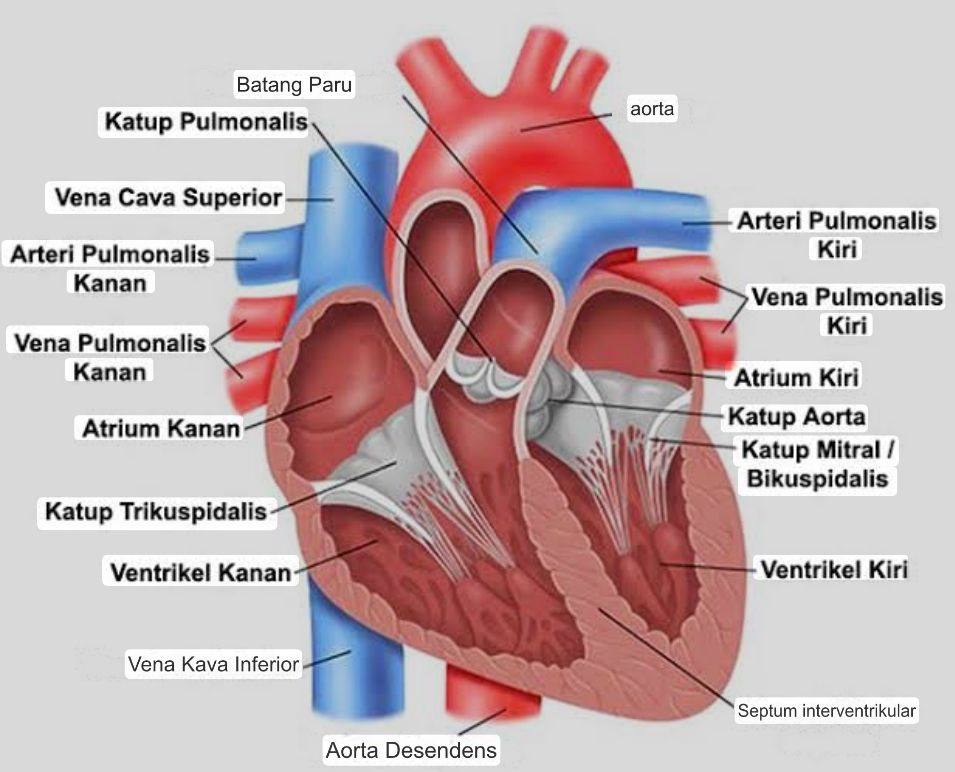 Batang Paru
aorta
Katup Pulmonalis
Vena Cava Superior
Arteri Pulmonalis
Kanan
Arteri Pulmonalis
Kiri
Vena Pulmonalis
Kanan
Vena Pulmonalis
Kiri
Atrium Kiri
Atrium Kanan
Katup Aorta
Katup Mitral /
Bikuspidalis
Katup Trikuspidalis
Ventrikel Kanan
Ventrikel Kiri
Vena Kava Inferior
Septum interventrikular
Aorta Desendens